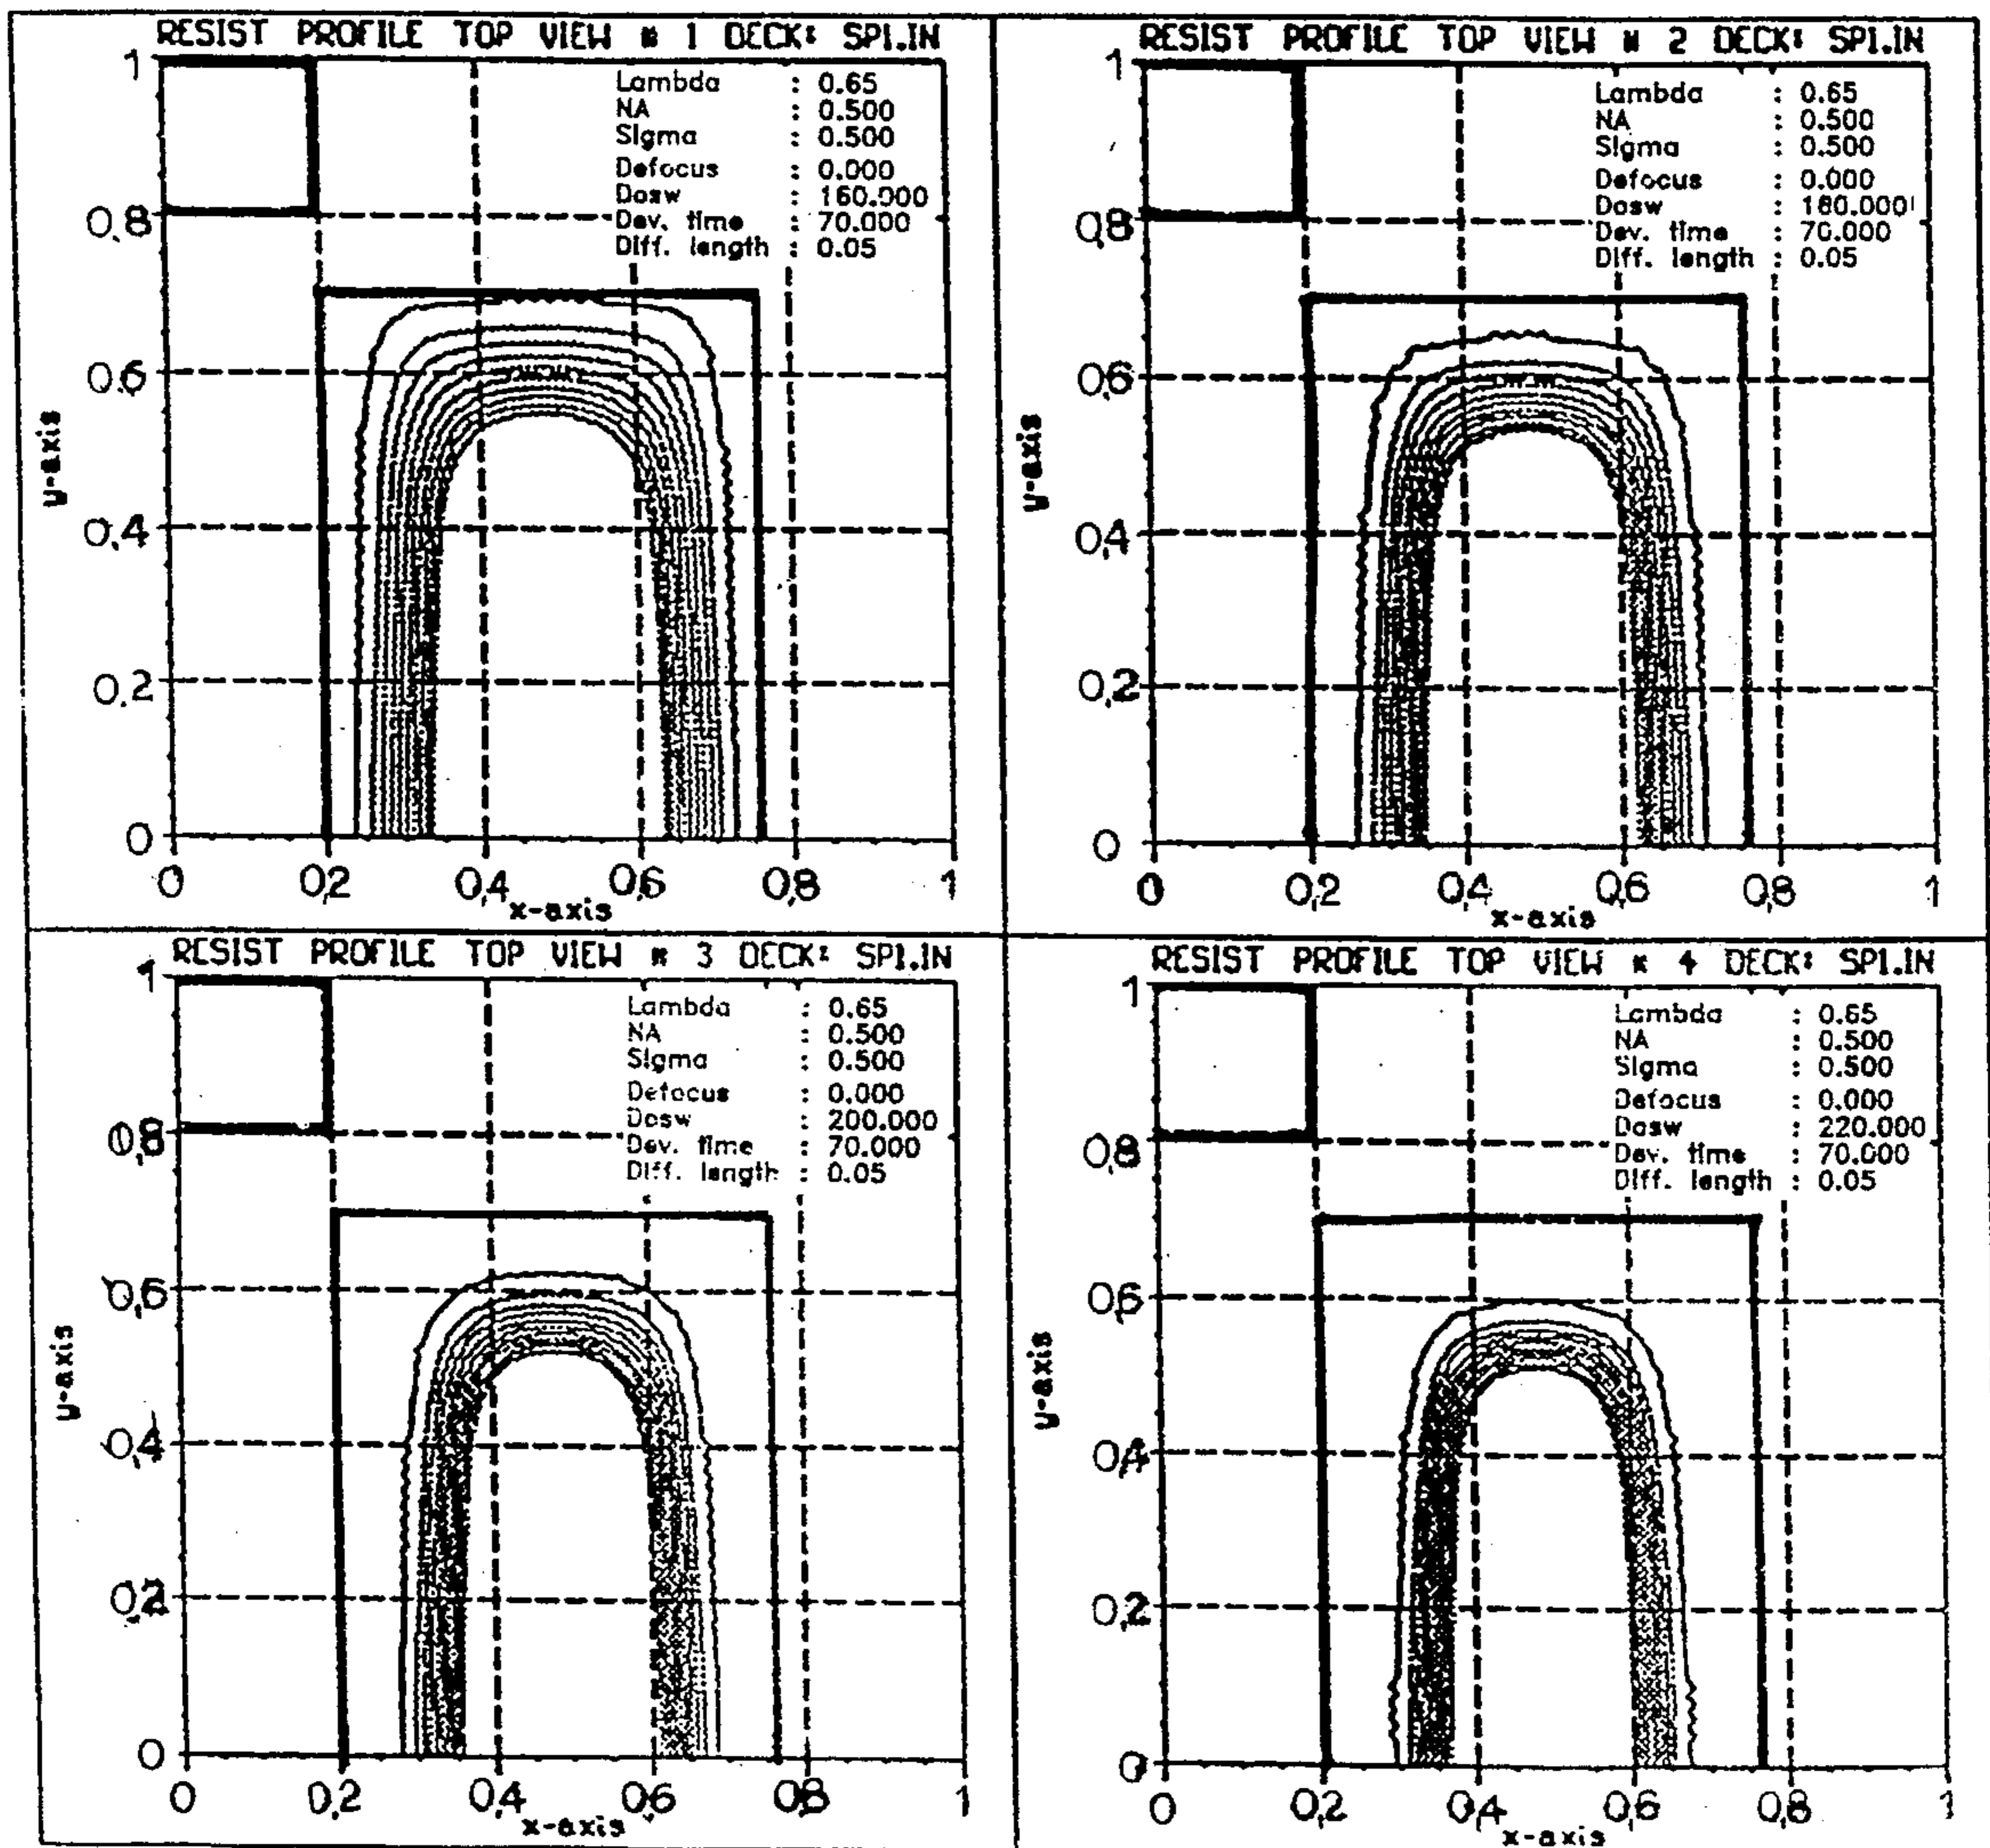 RESIST PROFILE TOP VIEW # 1 DECK: SP1.IN
Lambda : 0.65
NA : 0.500
Sigma : 0.500
Defocus : 0.000
Dosw : 160.000
Dev. time : 70.000
Diff. length : 0.05
1
0,8
0,6
0,4
0,2
0
y-axis
0 0,2 0,4 0,6 0,8 1
x-axis
RESIST PROFILE TOP VIEW # 2 DECK: SP1.IN
Lambda : 0.65
NA : 0.500
Sigma : 0.500
Defocus : 0.000
Dosw : 180.000
Dev. time : 70.000
Diff. length : 0.05
1
0,8
0,6
0,4
0,2
0
y-axis
0 0,2 0,4 0,6 0,8 1
x-axis
RESIST PROFILE TOP VIEW # 3 DECK: SP1.IN
Lambda : 0.65
NA : 0.500
Sigma : 0.500
Defocus : 0.000
Dosw : 200.000
Dev. time : 70.000
Diff. length : 0.05
1
0,8
0,6
0,4
0,2
0
y-axis
0 0,2 0,4 0,6 0,8 1
x-axis
RESIST PROFILE TOP VIEW # 4 DECK: SP1.IN
Lambda : 0.65
NA : 0.500
Sigma : 0.500
Defocus : 0.000
Dosw : 220.000
Dev. time : 70.000
Diff. length : 0.05
1
0,8
0,6
0,4
0,2
0
y-axis
0 0,2 0,4 0,6 0,8 1
x-axis